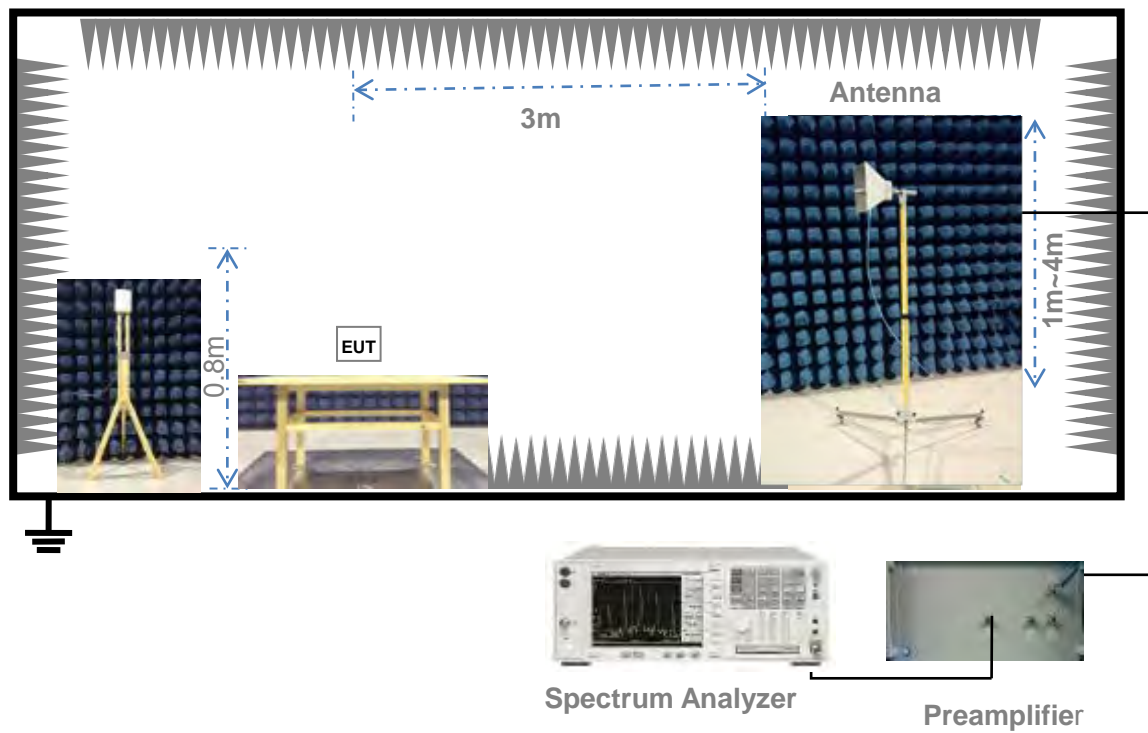 Antenna
3m
1m~4m
0.8m
EUT
Spectrum Analyzer
Preamplifier